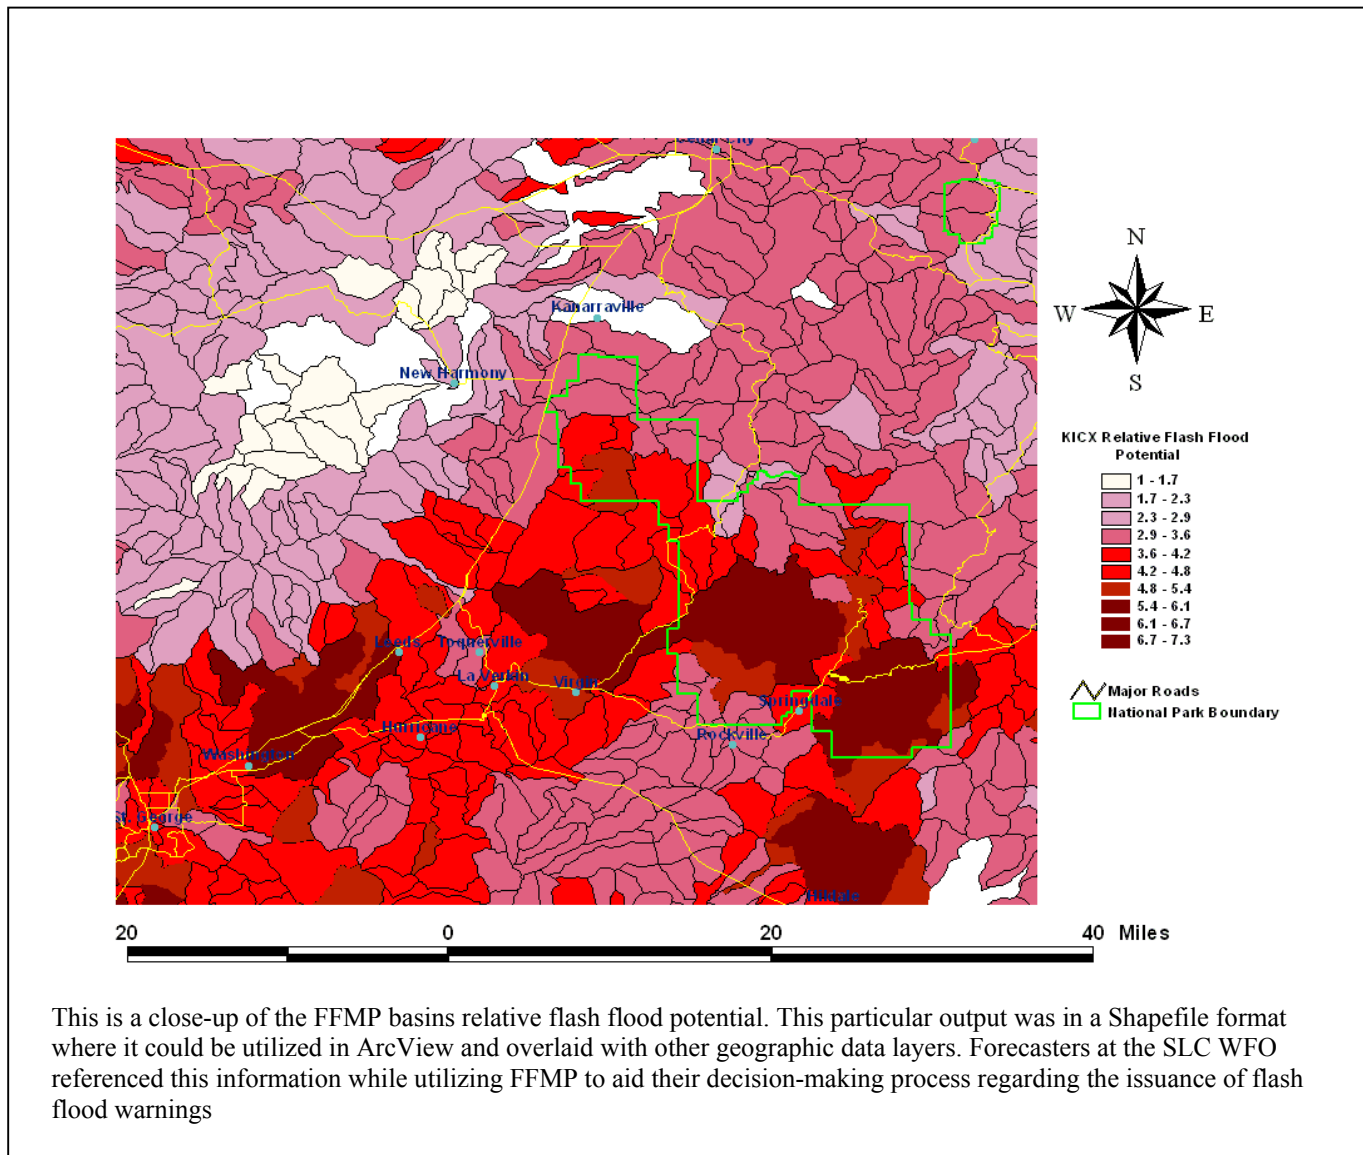 Cedar City
N
W E
S
Kanarraville
New Harmony
KICX Relative Flash Flood
Potential
1 - 1.7
1.7 - 2.3
2.3 - 2.9
2.9 - 3.6
3.6 - 4.2
4.2 - 4.8
4.8 - 5.4
5.4 - 6.1
6.1 - 6.7
6.7 - 7.3
Leeds Toquerville
La Verkin Virgin
Springdale
Major Roads
National Park Boundary
Hurricane
Rockville
Washington
St. George
Hildale
20 0 20 40 Miles
This is a close-up of the FFMP basins relative flash flood potential. This particular output was in a Shapefile format
where it could be utilized in ArcView and overlaid with other geographic data layers. Forecasters at the SLC WFO
referenced this information while utilizing FFMP to aid their decision-making process regarding the issuance of flash
flood warnings